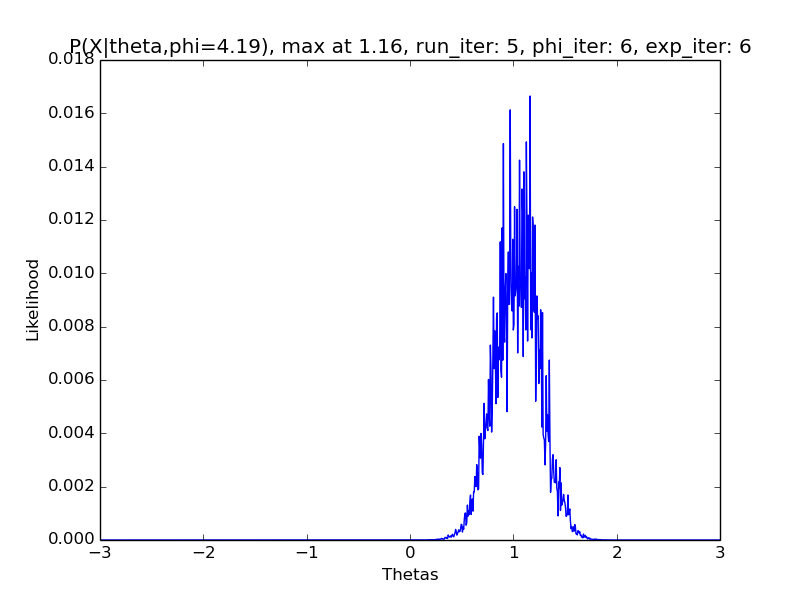 P(X|theta,phi=4.19), max at 1.16, run_iter: 5, phi_iter: 6, exp_iter: 6
0.018
0.016
0.014
0.012
0.010
0.008
0.006
0.004
0.002
0.000
Likelihood
−3 −2 −1 0 1 2 3
Thetas